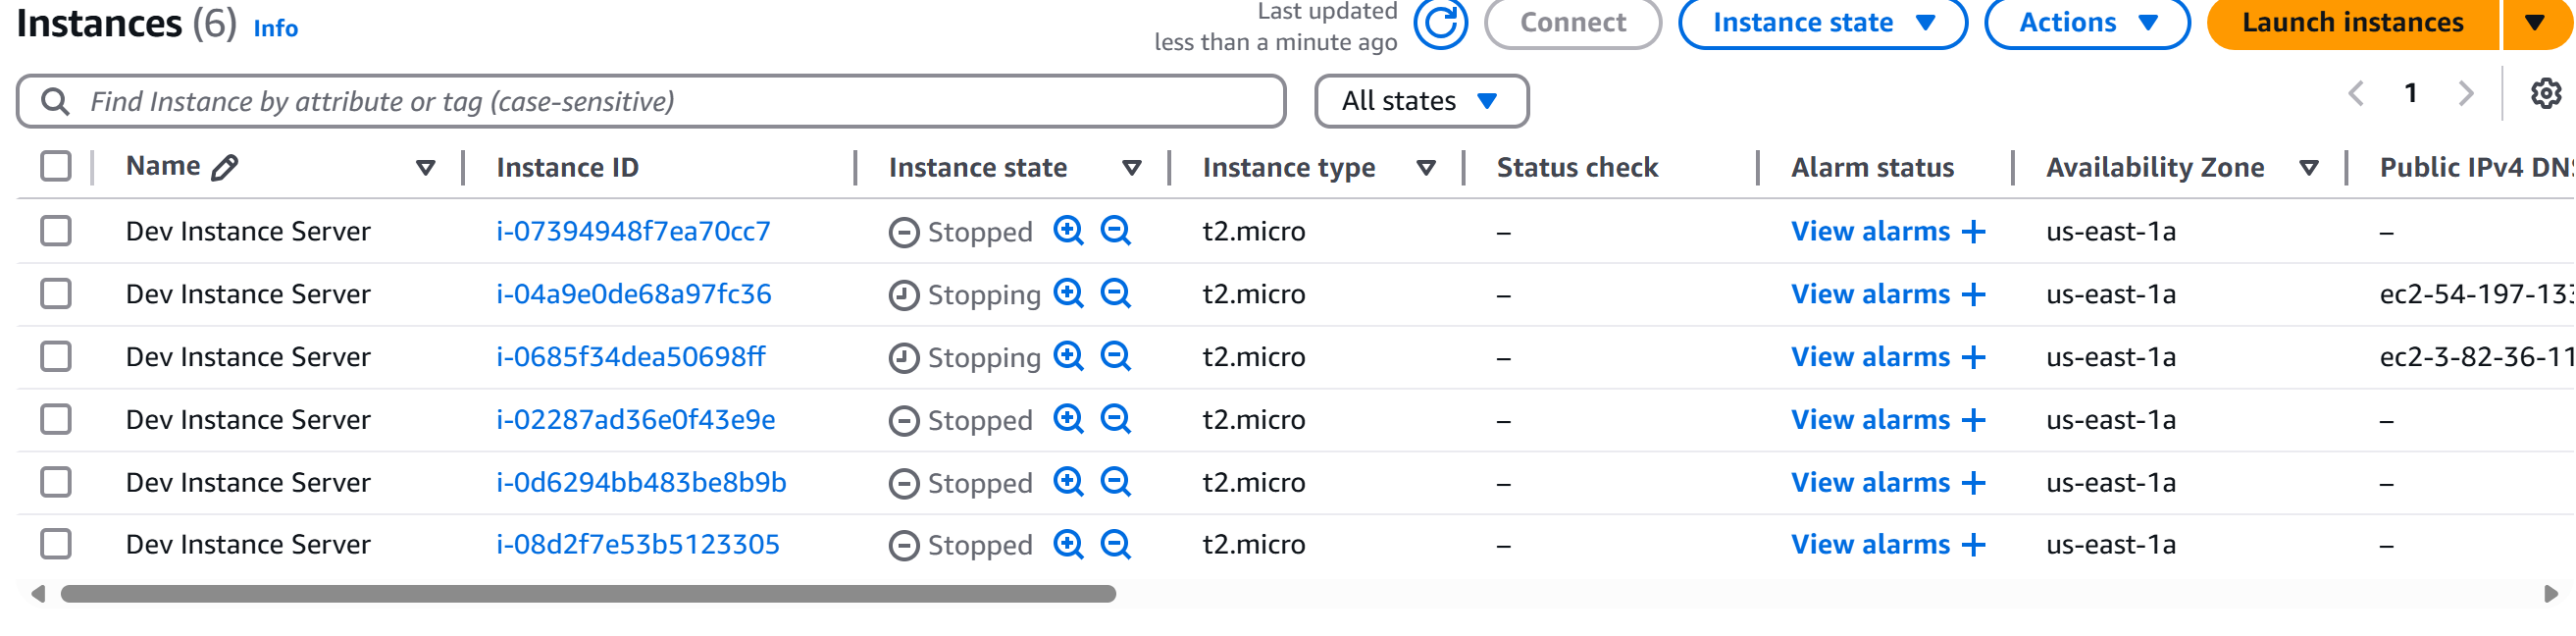 Instances (6) Info
Last updated
less than a minute ago
Connect
Instance state
Actions
Launch instances
Find Instance by attribute or tag (case-sensitive)
All states
1
Name Instance ID Instance state Instance type Status check Alarm status Availability Zone Public IPv4 DNS
Dev Instance Server i-07394948f7ea70cc7 Stopped t2.micro – View alarms + us-east-1a –
Dev Instance Server i-04a9e0de68a97fc36 Stopping t2.micro – View alarms + us-east-1a ec2-54-197-133
Dev Instance Server i-0685f34dea50698ff Stopping t2.micro – View alarms + us-east-1a ec2-3-82-36-11
Dev Instance Server i-02287ad36e0f43e9e Stopped t2.micro – View alarms + us-east-1a –
Dev Instance Server i-0d6294bb483be8b9b Stopped t2.micro – View alarms + us-east-1a –
Dev Instance Server i-08d2f7e53b5123305 Stopped t2.micro – View alarms + us-east-1a –